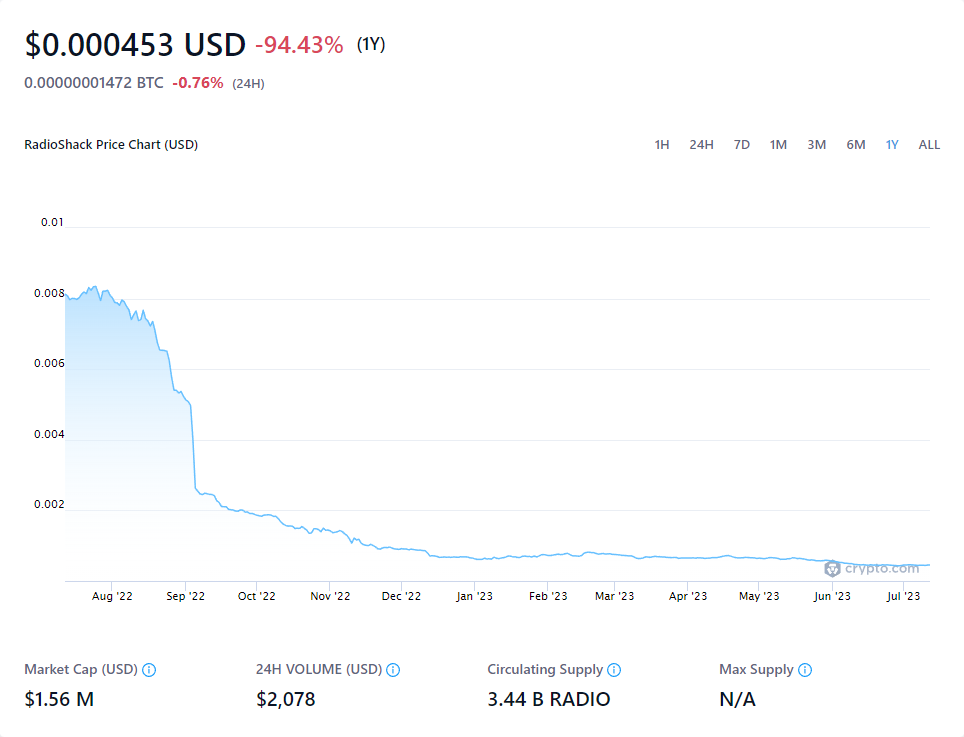 $0.000453 USD -94.43% (1Y)
0.00000001472 BTC -0.76% (24H)
RadioShack Price Chart (USD) 1H 24H 7D 1M 3M 6M 1Y ALL
0.01
0.008
0.006
0.004
0.002
crypto.com
Aug '22 Sep '22 Oct '22 Nov '22 Dec '22 Jan '23 Feb '23 Mar '23 Apr '23 May '23 Jun '23 Jul '23
Market Cap (USD) 24H VOLUME (USD) Circulating Supply Max Supply
$1.56 M $2,078 3.44 B RADIO N/A